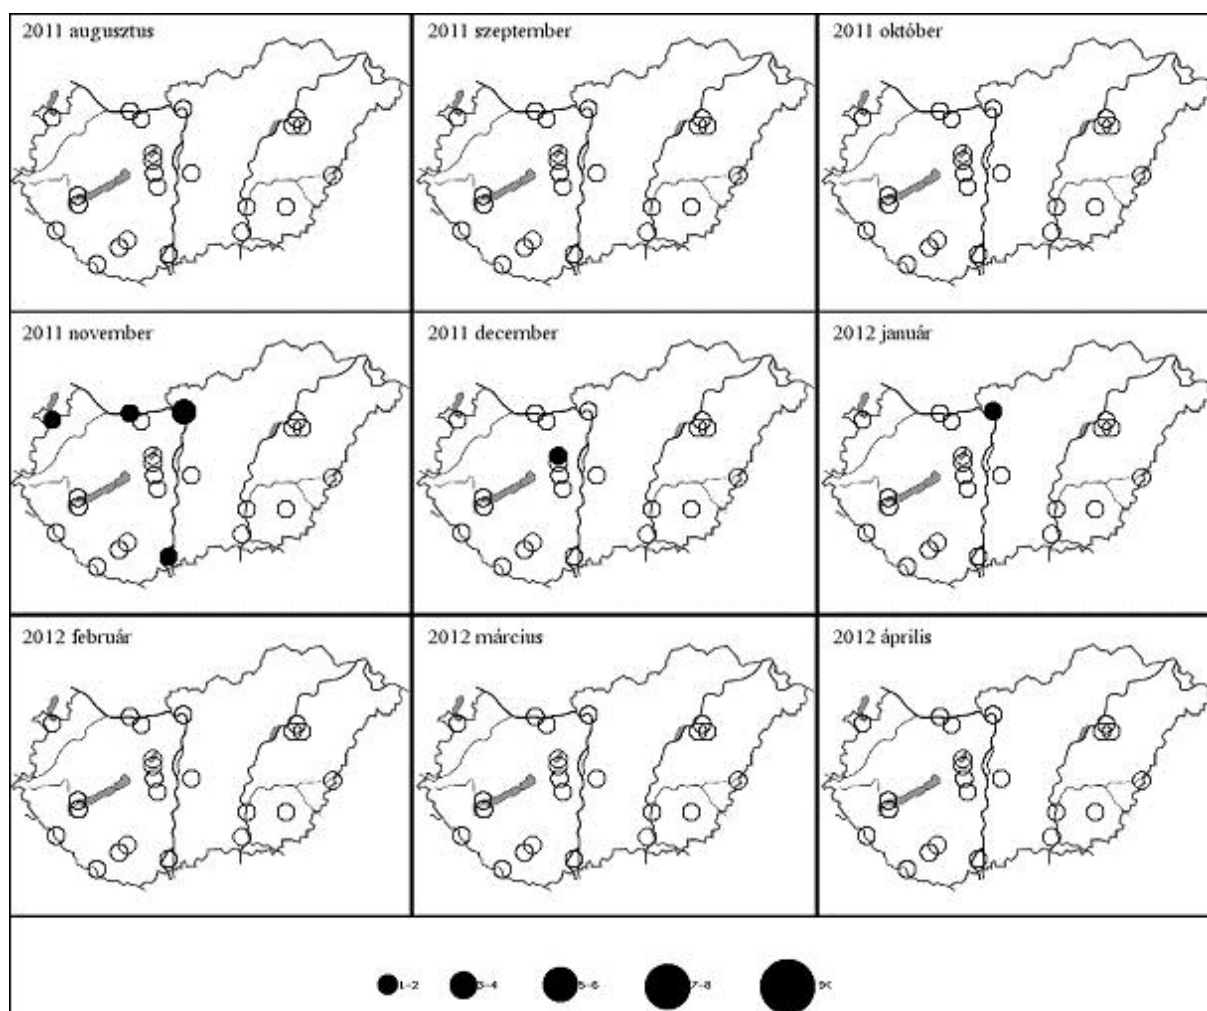 2011 augusztus
2011 szeptember
2011 október
2011 november
2011 december
2012 január
2012 február
2012 március
2012 április
1-2
3-4
5-6
7-8
9<